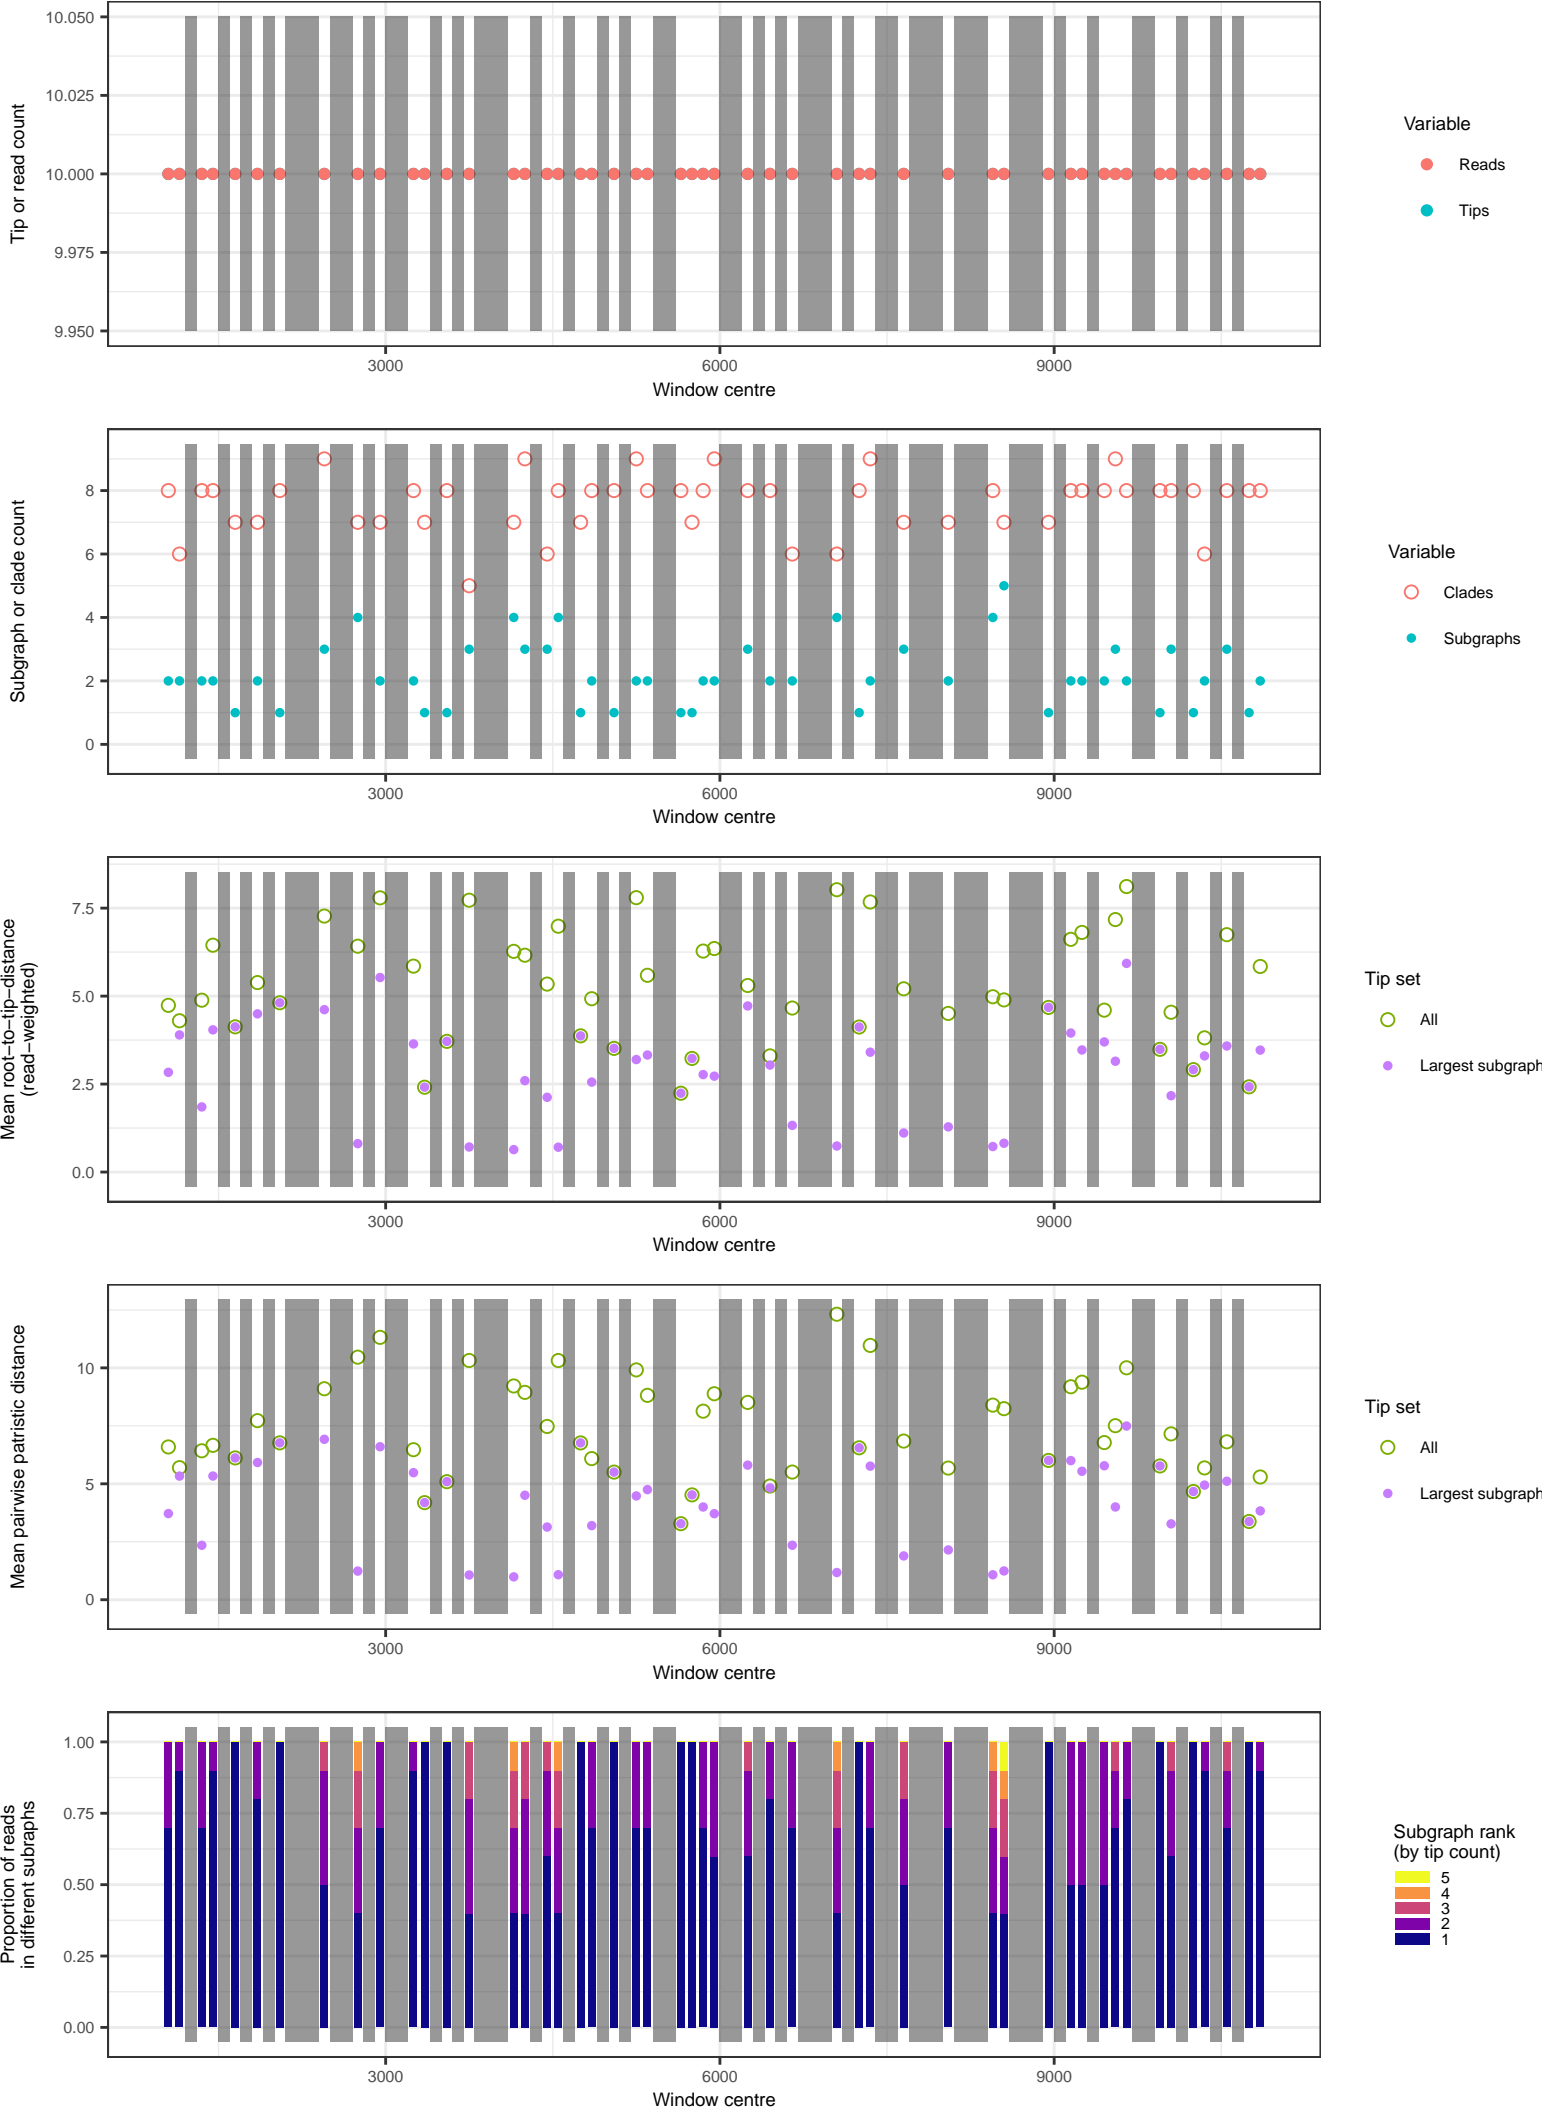 10.050
10.025
10.000
9.975
9.950
Tip or read count
3000
6000
9000
Window centre
Variable
Reads
Tips
8
6
4
2
0
Subgraph or clade count
3000
6000
9000
Window centre
Variable
Clades
Subgraphs
7.5
5.0
2.5
0.0
Mean root−to−tip−distance
(read−weighted)
3000
6000
9000
Window centre
Tip set
All
Largest subgraph
10
5
0
Mean pairwise patristic distance
3000
6000
9000
Window centre
Tip set
All
Largest subgraph
1.00
0.75
0.50
0.25
0.00
Proportion of reads
in different subraphs
3000
6000
9000
Window centre
Subgraph rank
(by tip count)
5
4
3
2
1